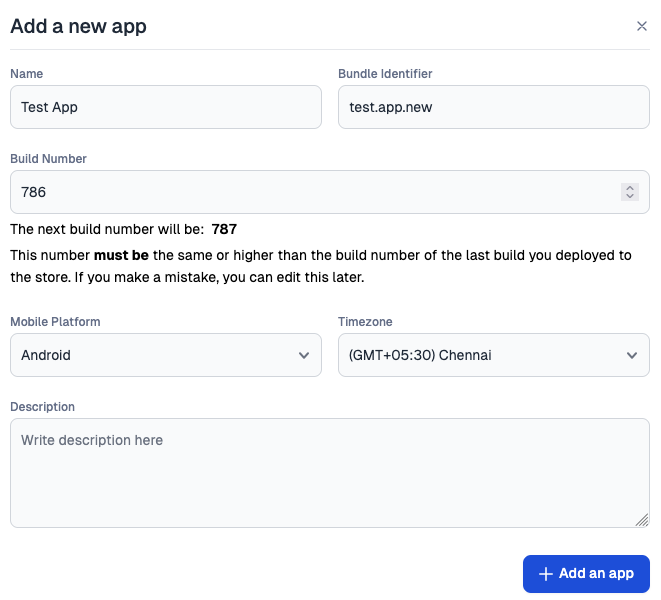 Add a new app
Name
Bundle Identifier
Test App
test.app.new
Build Number
786
The next build number will be: 787
This number must be the same or higher than the build number of the last build you deployed to
the store. If you make a mistake, you can edit this later.
Mobile Platform
Timezone
Android
(GMT+05:30) Chennai
Description
Write description here
Add an app